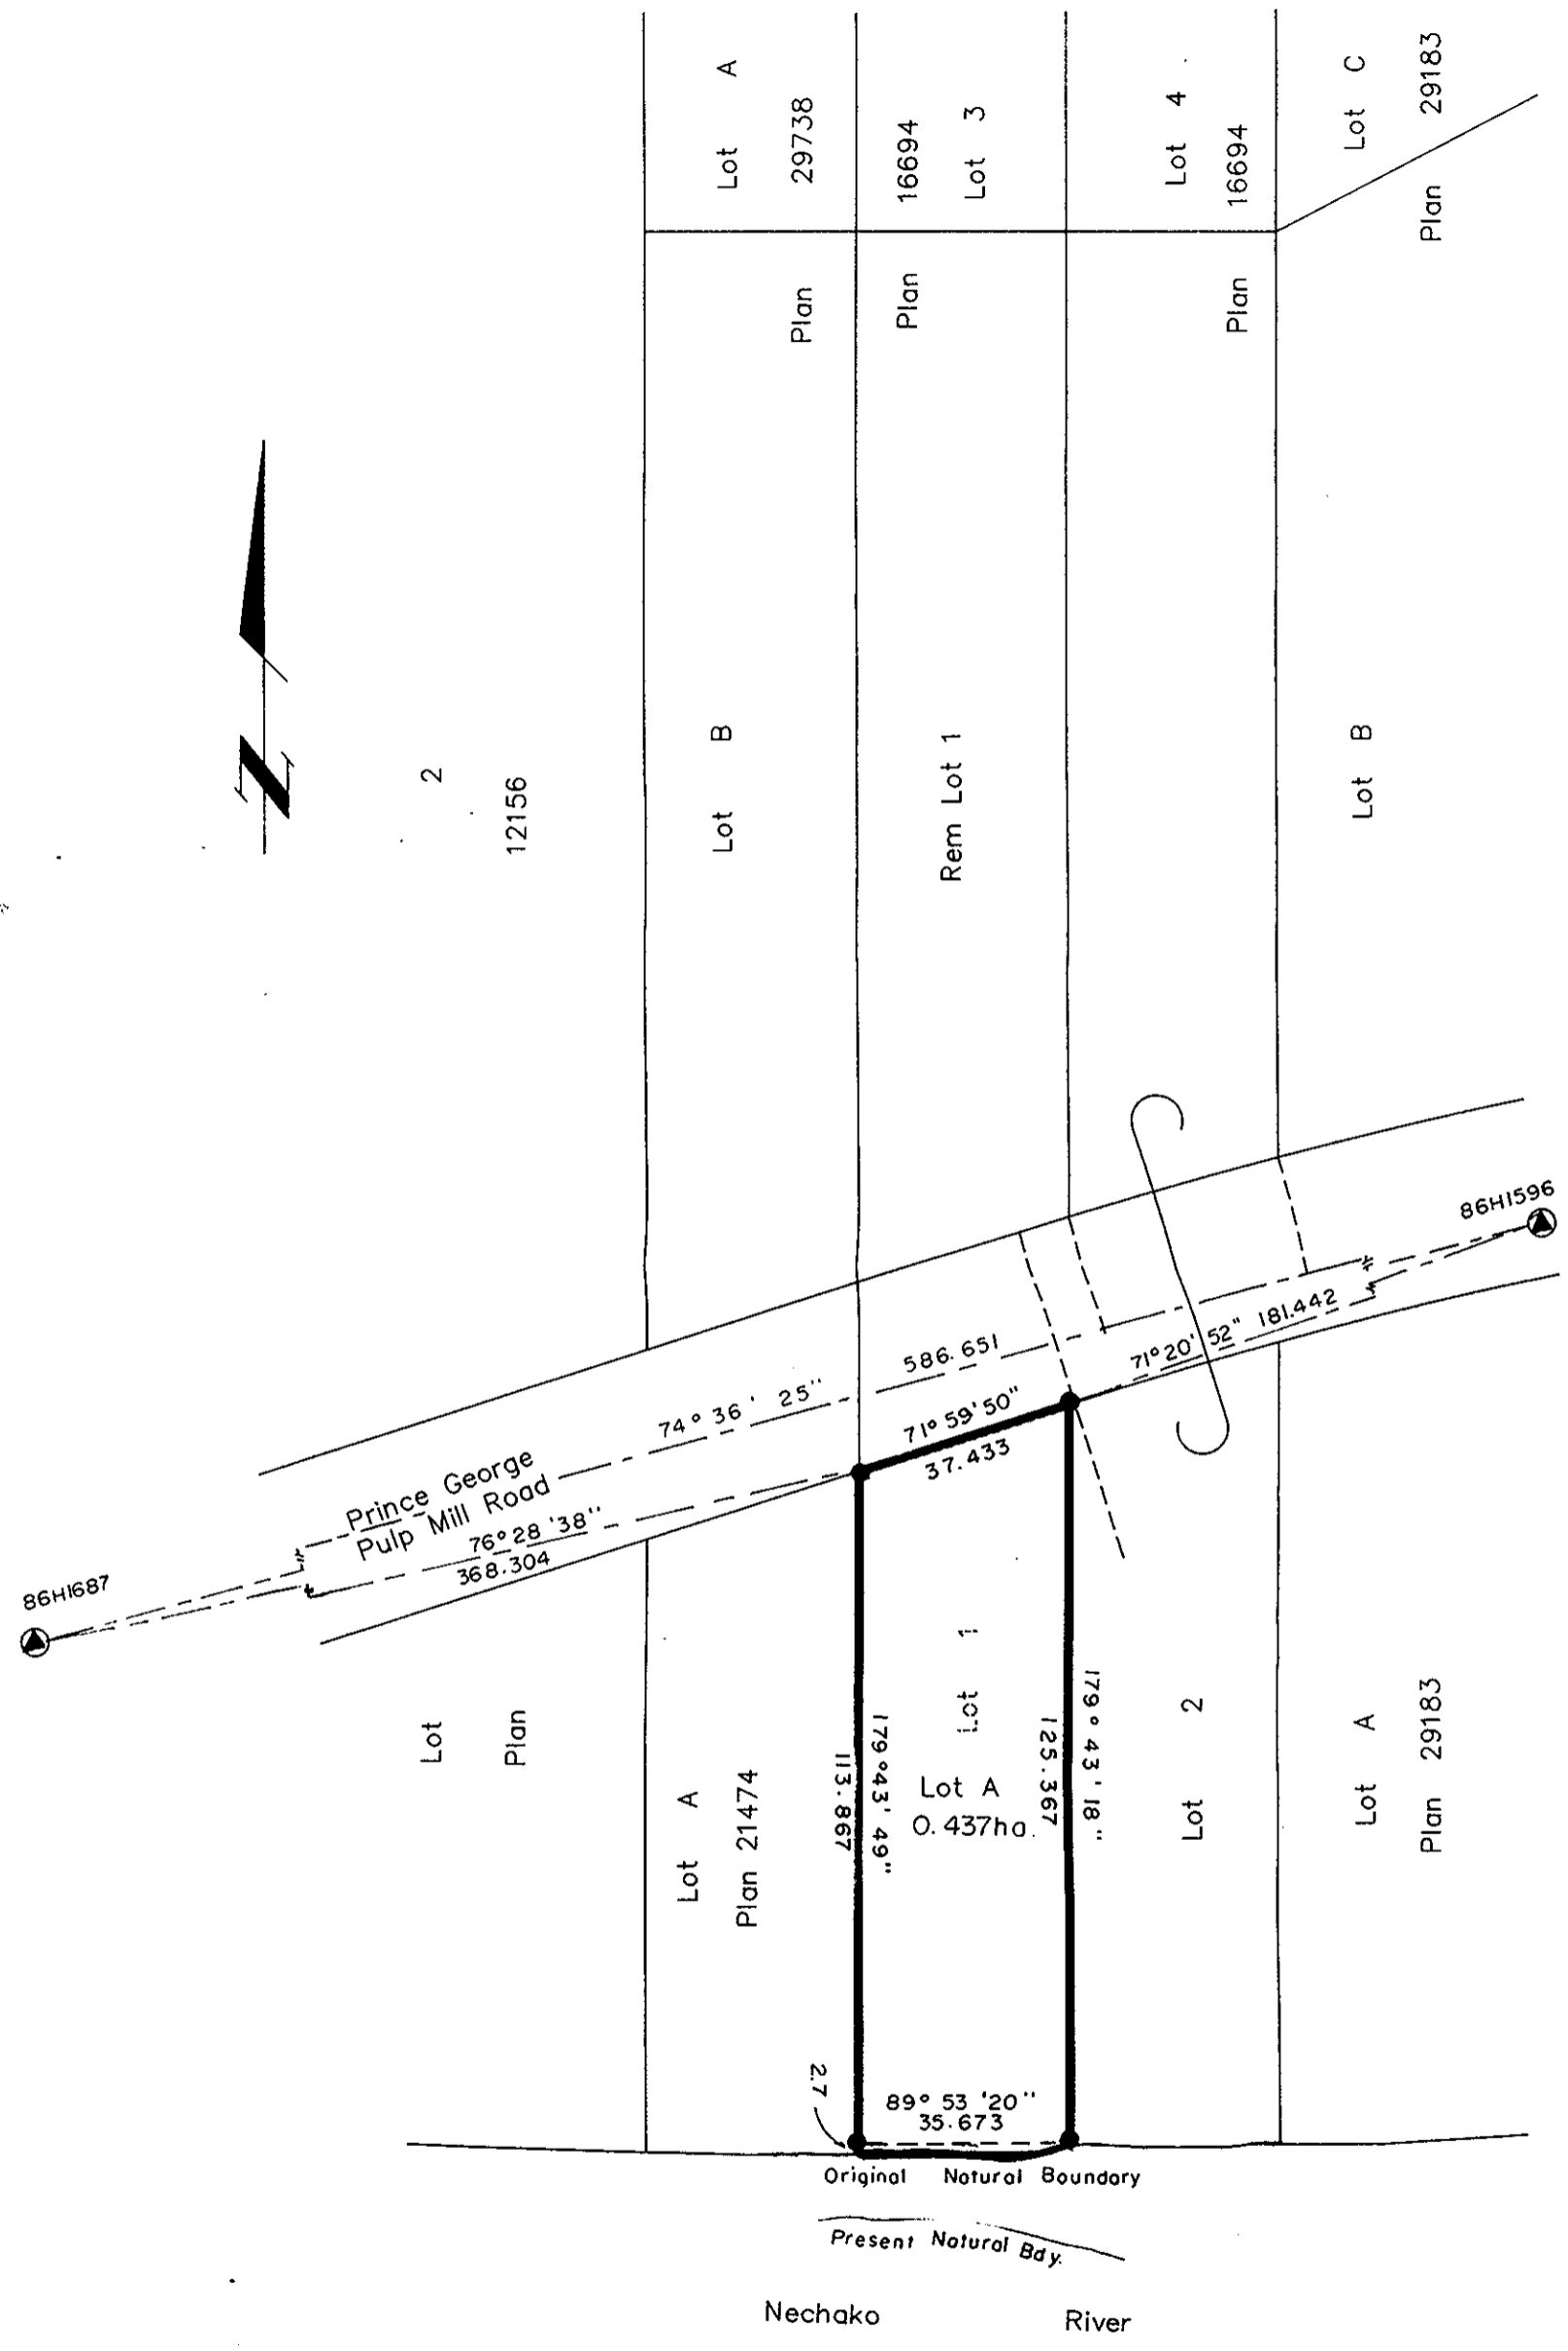 Lot A
29738
16694
Lot 3
Lot 4
16694
Lot C
Plan 29183
Plan
Plan
Plan
N
2
12156
Lot B
Rem Lot 1
Lot B
86H1596
586.651
71°20'52" 181.442
74°36'25"
71°59'50"
37.433
Prince George
Pulp Mill Road
76°28'38"
368.304
86H1687
Lot
Plan
Lot A
Plan 21474
113.867
179°43'49"
Lot 1
Lot A
0.437ha.
125.367
179°43'18"
Lot 2
Lot A
Plan 29183
2.7
89°53'20"
35.673
Original Natural Boundary
Present Natural Bdy.
Nechako River